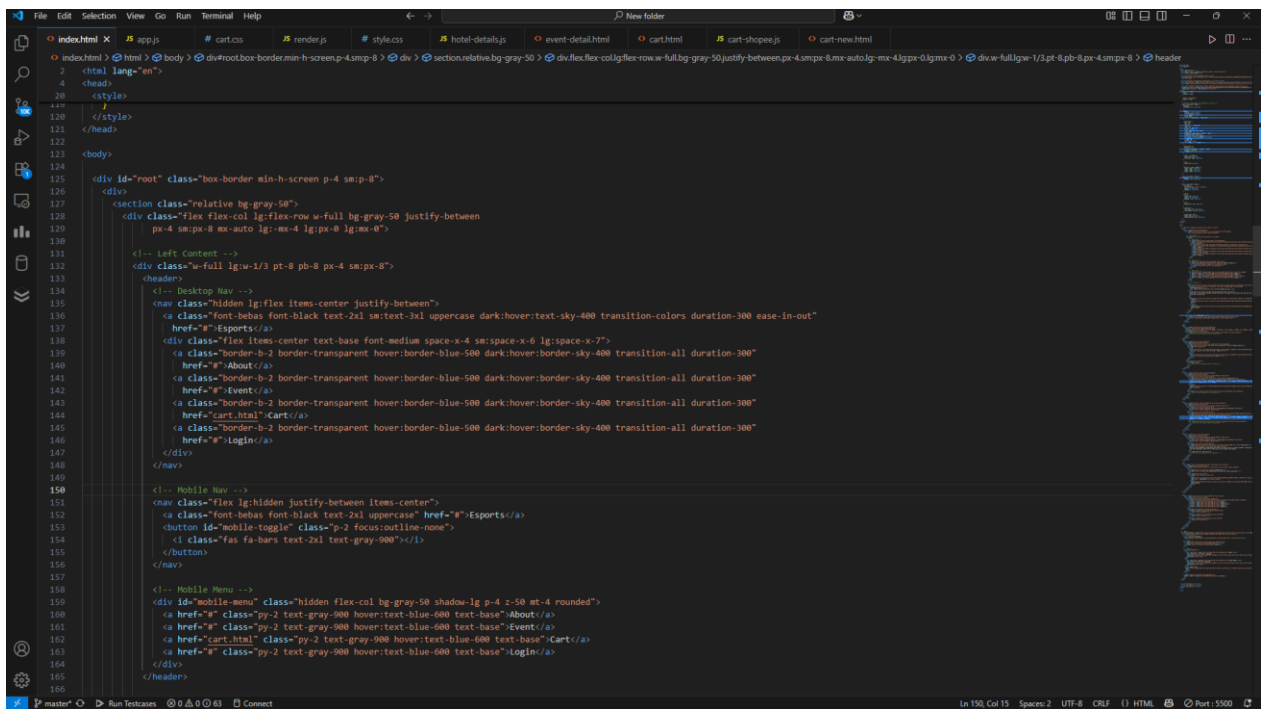 File Edit Selection View Go Run Terminal Help
New folder
index.html
JS app.js
# cart.css
JS render.js
# style.css
JS hotel-details.js
event-detail.html
cart.html
JS cart-shopee.js
cart-new.html
index.html > html > body > div#root.box-border.min-h-screen.p-4.sm:p-8 > div > section.relative.bg-gray-50 > div.flex.flex-col.lg:flex-row.w-full.bg-gray-50.justify-between.px-4.sm:px-8.mx-auto.lg:-mx-4.lg:px-0.lg:mx-0 > div.w-full.lg:w-1/3.pt-8.pb-8.px-4.sm:px-8 > header
2 <html lang="en">
4 <head>
20 <style>
119 }
120 </style>
121 </head>
122
123 <body>
124
125 <div id="root" class="box-border min-h-screen p-4 sm:p-8">
126 <div>
127 <section class="relative bg-gray-50">
128 <div class="flex flex-col lg:flex-row w-full bg-gray-50 justify-between
129 px-4 sm:px-8 mx-auto lg:-mx-4 lg:px-0 lg:mx-0">
130
131 <!-- Left Content -->
132 <div class="w-full lg:w-1/3 pt-8 pb-8 px-4 sm:px-8">
133 <header>
134 <!-- Desktop Nav -->
135 <nav class="hidden lg:flex items-center justify-between">
136 <a class="font-bebas font-black text-2xl sm:text-3xl uppercase dark:hover:text-sky-400 transition-colors duration-300 ease-in-out"
137 href="#">Esports</a>
138 <div class="flex items-center text-base font-medium space-x-4 sm:space-x-6 lg:space-x-7">
139 <a class="border-b-2 border-transparent hover:border-blue-500 dark:hover:border-sky-400 transition-all duration-300"
140 href="#">About</a>
141 <a class="border-b-2 border-transparent hover:border-blue-500 dark:hover:border-sky-400 transition-all duration-300"
142 href="#">Event</a>
143 <a class="border-b-2 border-transparent hover:border-blue-500 dark:hover:border-sky-400 transition-all duration-300"
144 href="cart.html">Cart</a>
145 <a class="border-b-2 border-transparent hover:border-blue-500 dark:hover:border-sky-400 transition-all duration-300"
146 href="#">Login</a>
147 </div>
148 </nav>
149
150 <!-- Mobile Nav -->
151 <nav class="flex lg:hidden justify-between items-center">
152 <a class="font-bebas font-black text-2xl uppercase" href="#">Esports</a>
153 <button id="mobile-toggle" class="p-2 focus:outline-none">
154 <i class="fas fa-bars text-2xl text-gray-900"></i>
155 </button>
156 </nav>
157
158 <!-- Mobile Menu -->
159 <div id="mobile-menu" class="hidden flex-col bg-gray-50 shadow-lg p-4 z-50 mt-4 rounded">
160 <a href="#" class="py-2 text-gray-900 hover:text-blue-600 text-base">About</a>
161 <a href="#" class="py-2 text-gray-900 hover:text-blue-600 text-base">Event</a>
162 <a href="cart.html" class="py-2 text-gray-900 hover:text-blue-600 text-base">Cart</a>
163 <a href="#" class="py-2 text-gray-900 hover:text-blue-600 text-base">Login</a>
164 </div>
165 </header>
166
10K
1
master* Run Testcases 0 0 63 Connect
Ln 150, Col 15 Spaces: 2 UTF-8 CRLF {} HTML Port : 5500